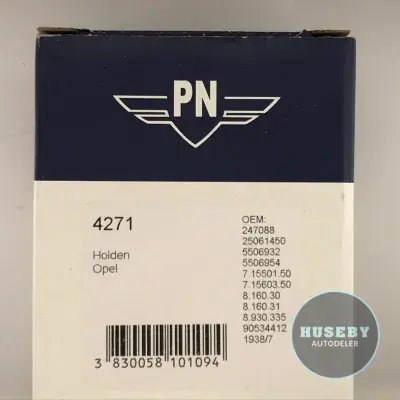 PN
4271
Holden
Opel
OEM:
247088
25061450
5506932
5506954
7.15501.50
7.15603.50
8.160.30
8.160.31
8.930.335
90534412
1938/7
3 830058 101094
HUSEBY
AUTODELER